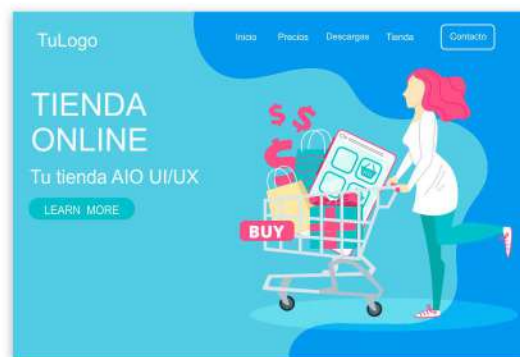 TuLogo
Inicio Precios Descargas Tienda Contacto
TIENDA
ONLINE
Tu tienda AIO UI/UX
LEARN MORE
BUY